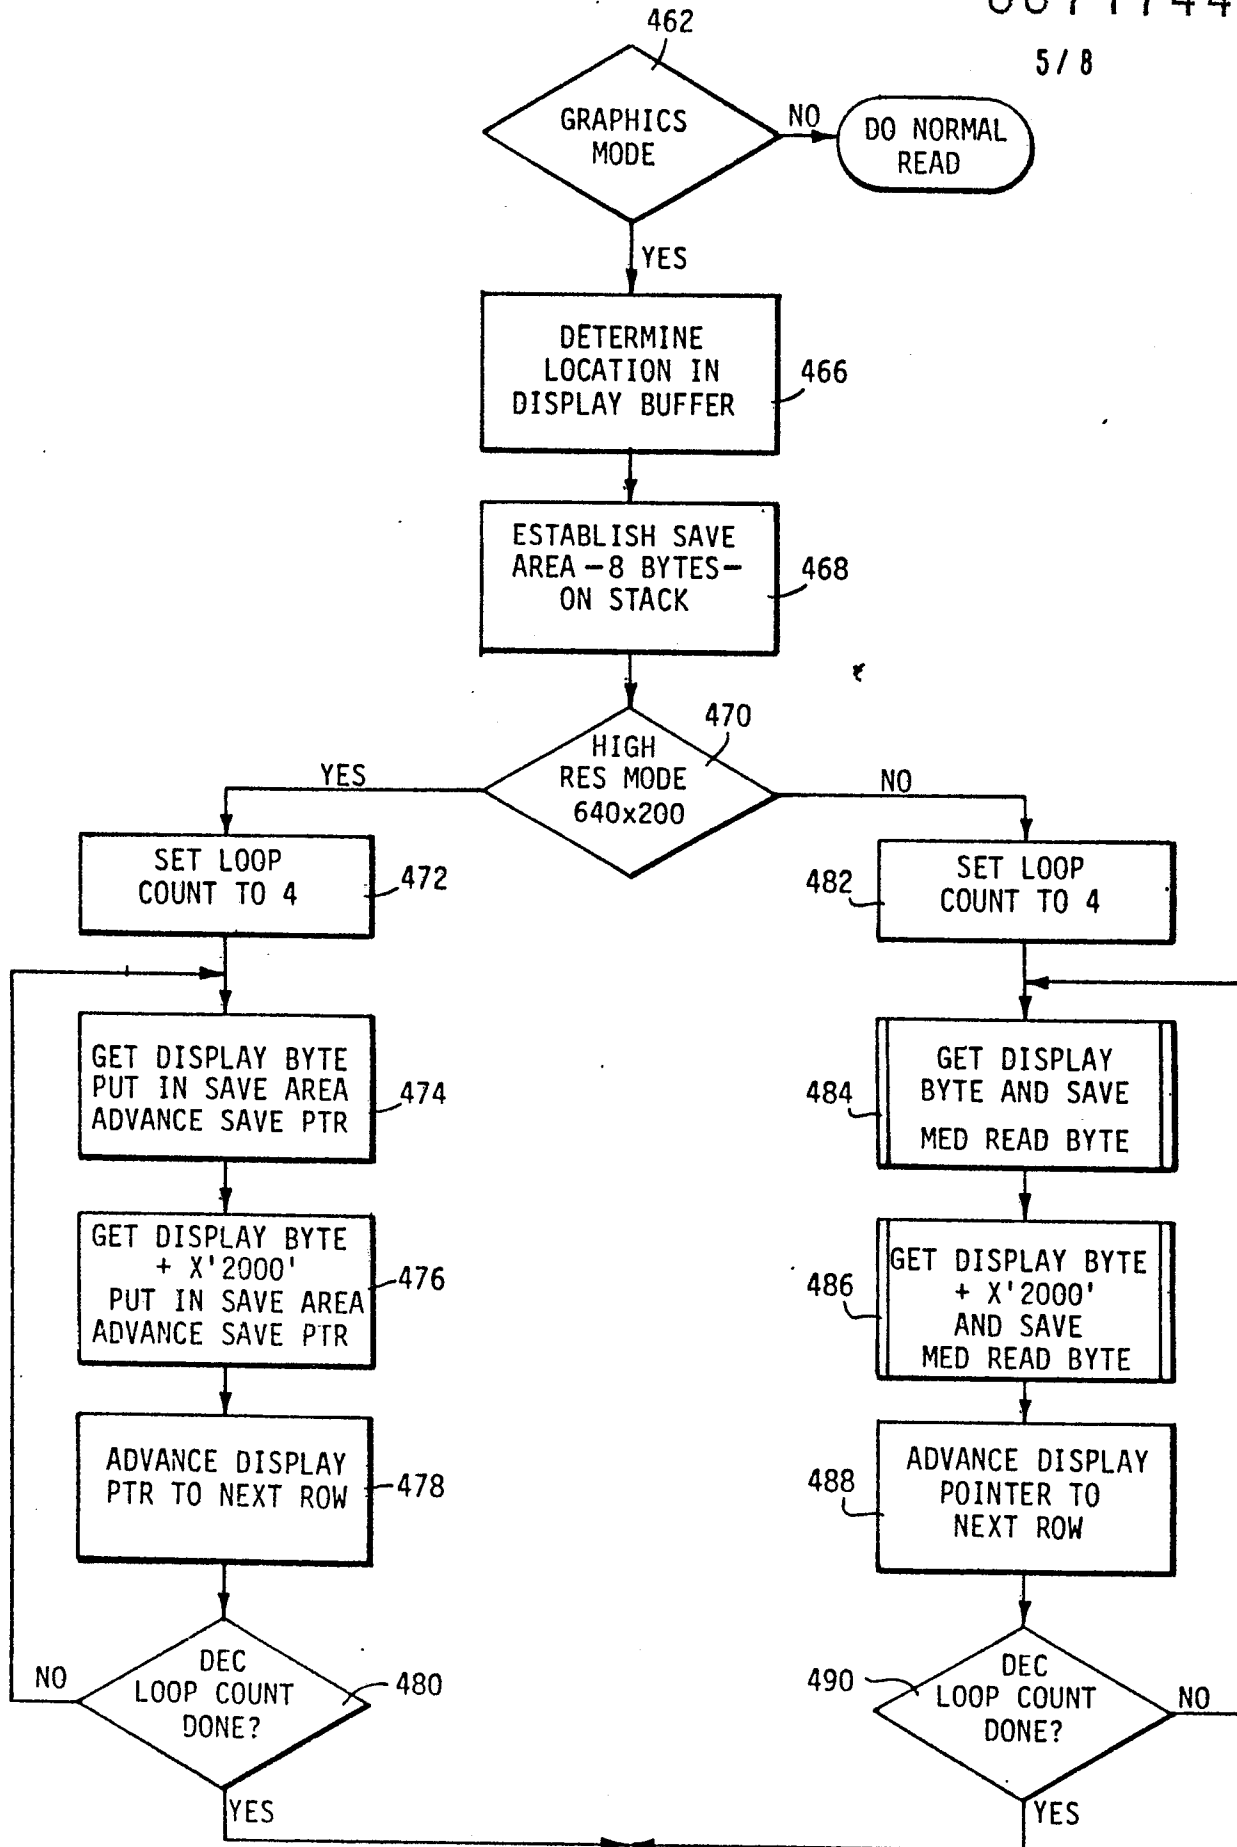 5/8
462
GRAPHICS
MODE
NO
DO NORMAL
READ
YES
DETERMINE
LOCATION IN
DISPLAY BUFFER
466
ESTABLISH SAVE
AREA -8 BYTES-
ON STACK
468
470
HIGH
RES MODE
640x200
YES
NO
SET LOOP
COUNT TO 4
472
482
SET LOOP
COUNT TO 4
GET DISPLAY BYTE
PUT IN SAVE AREA
ADVANCE SAVE PTR
474
484
GET DISPLAY
BYTE AND SAVE
MED READ BYTE
GET DISPLAY BYTE
+ X'2000'
PUT IN SAVE AREA
ADVANCE SAVE PTR
476
486
GET DISPLAY BYTE
+ X'2000'
AND SAVE
MED READ BYTE
ADVANCE DISPLAY
PTR TO NEXT ROW
478
488
ADVANCE DISPLAY
POINTER TO
NEXT ROW
NO
DEC
LOOP COUNT
DONE?
480
490
DEC
LOOP COUNT
DONE?
NO
YES
YES